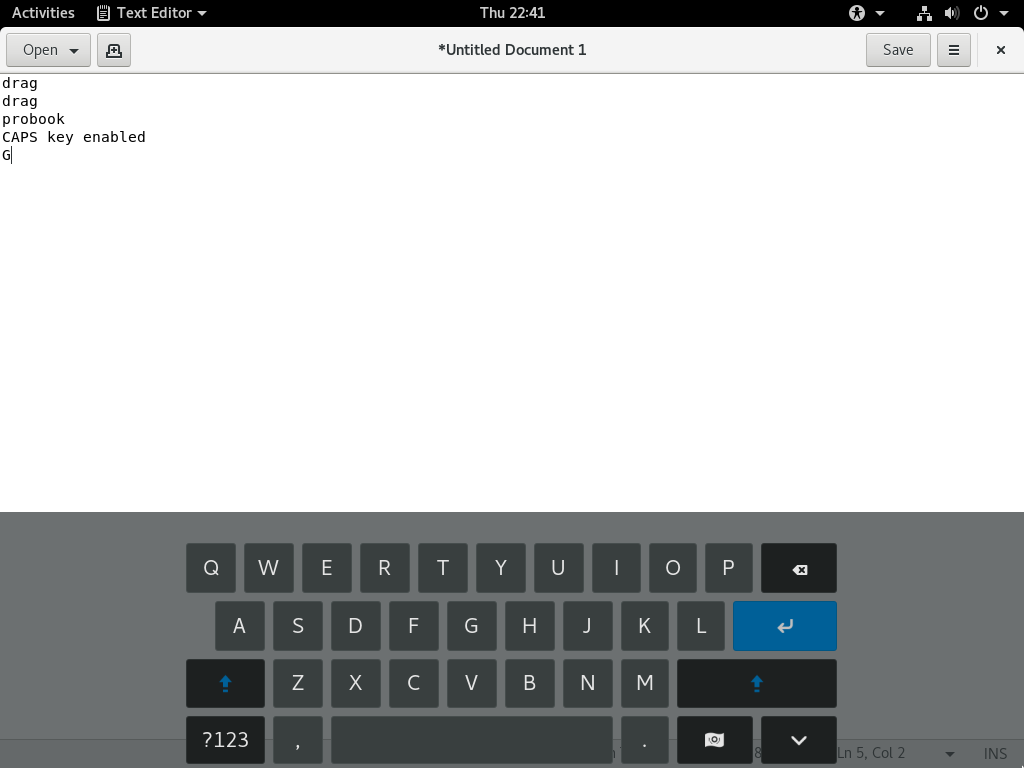 Activities Text Editor Thu 22:41
Open *Untitled Document 1 Save
drag
drag
probook
CAPS key enabled
G
Q W E R T Y U I O P
A S D F G H J K L
Z X C V B N M
?123 , .
Ln 5, Col 2 INS